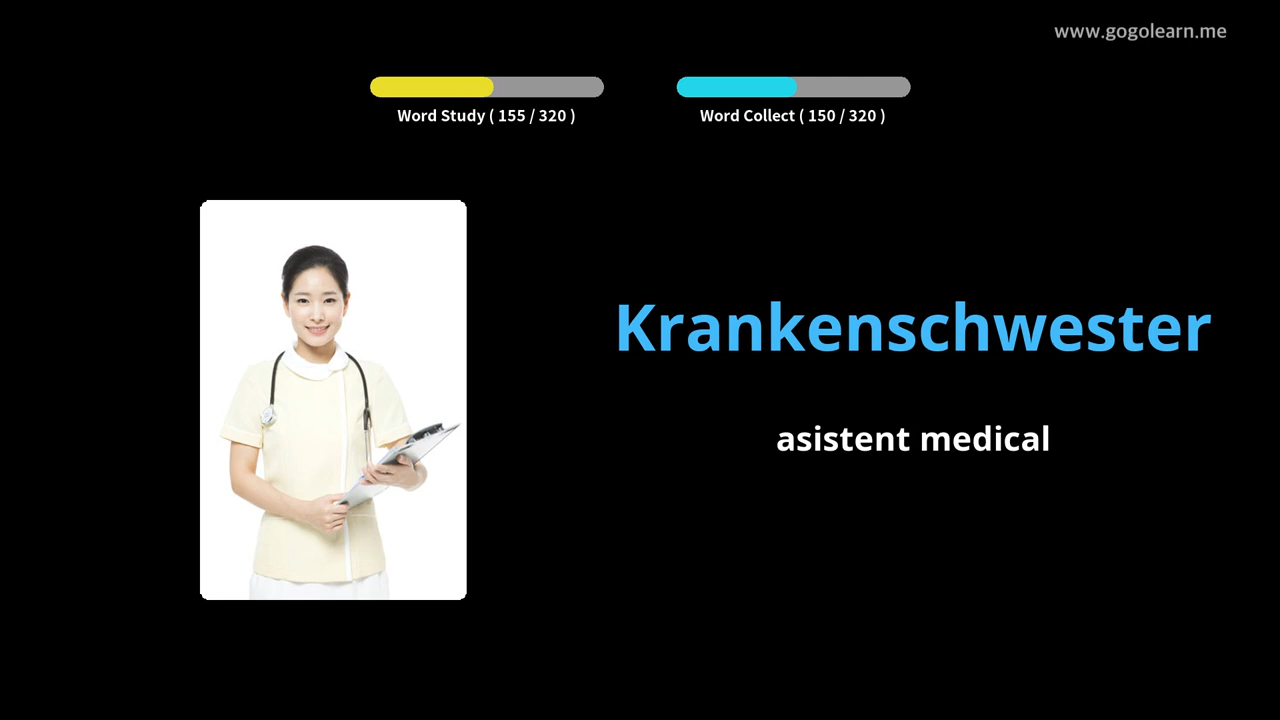 www.gogolearn.me
Word Study ( 155 / 320 )
Word Collect ( 150 / 320 )
Krankenschwester
asistent medical